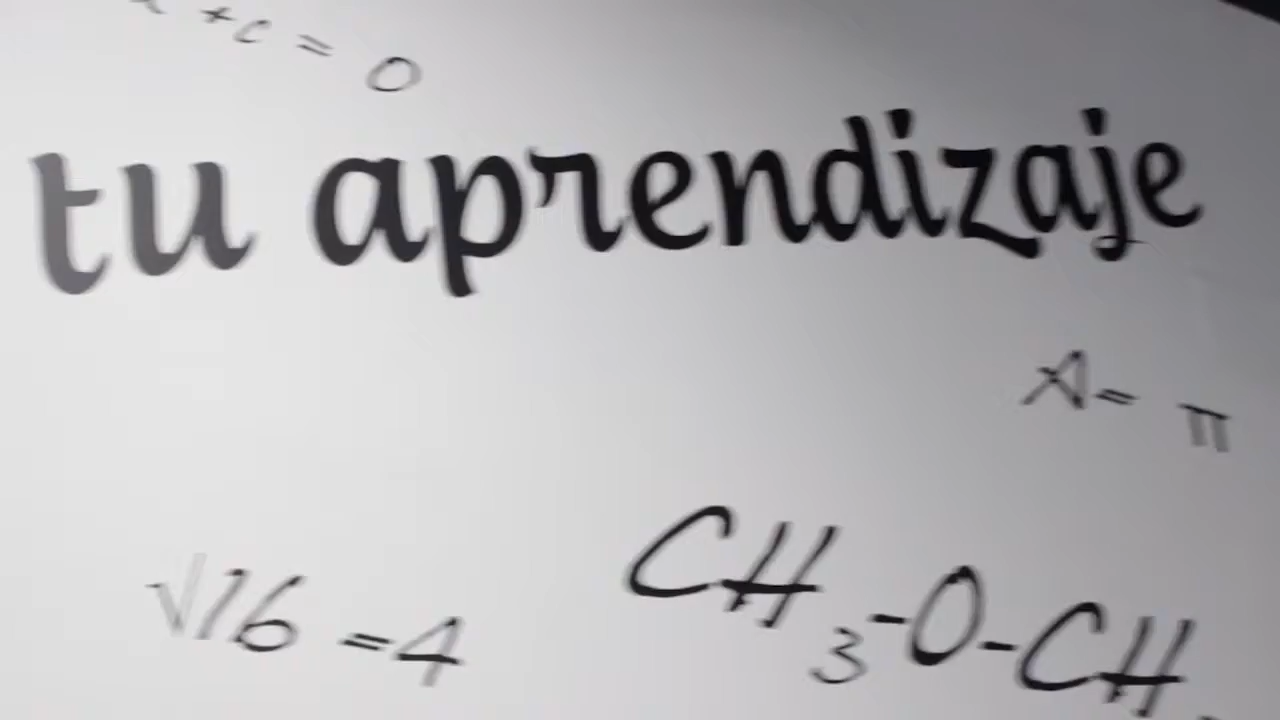 +c = 0
tu aprendizaje
A= π
√16 =4
CH3-O-CH